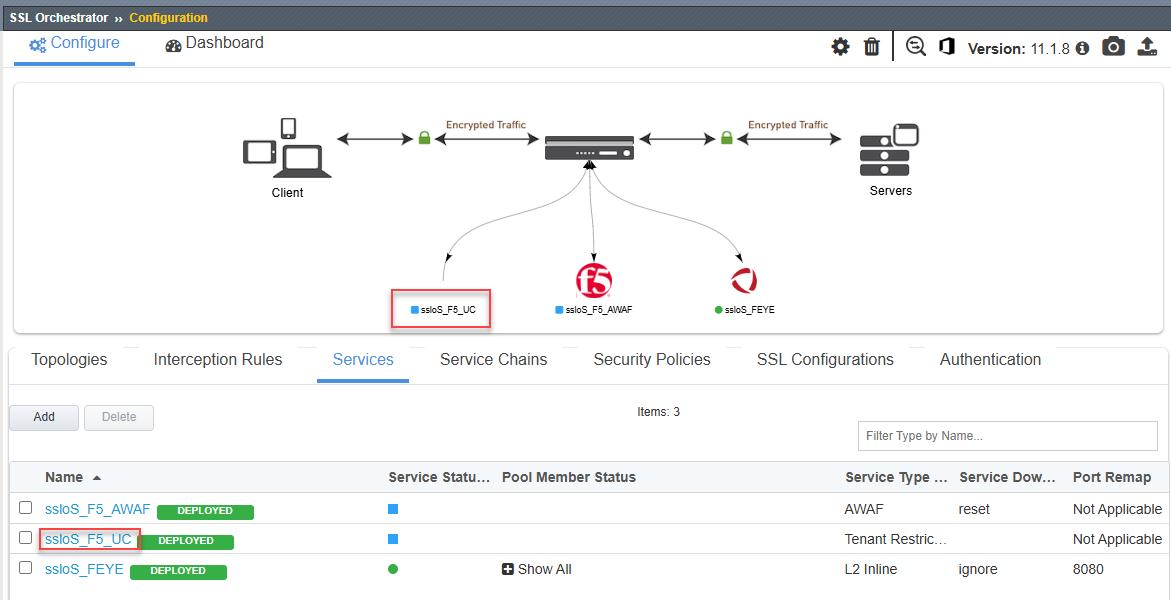 SSL Orchestrator ›› Configuration
Configure Dashboard Version: 11.1.8
Encrypted Traffic Encrypted Traffic
Client Servers
f5
ssloS_F5_UC ssloS_F5_AWAF ssloS_FEYE
Topologies Interception Rules Services Service Chains Security Policies SSL Configurations Authentication
Add Delete Items: 3
Filter Type by Name...
Name Service Statu... Pool Member Status Service Type ... Service Dow... Port Remap
ssloS_F5_AWAF DEPLOYED AWAF reset Not Applicable
ssloS_F5_UC DEPLOYED Tenant Restric... Not Applicable
ssloS_FEYE DEPLOYED Show All L2 Inline ignore 8080